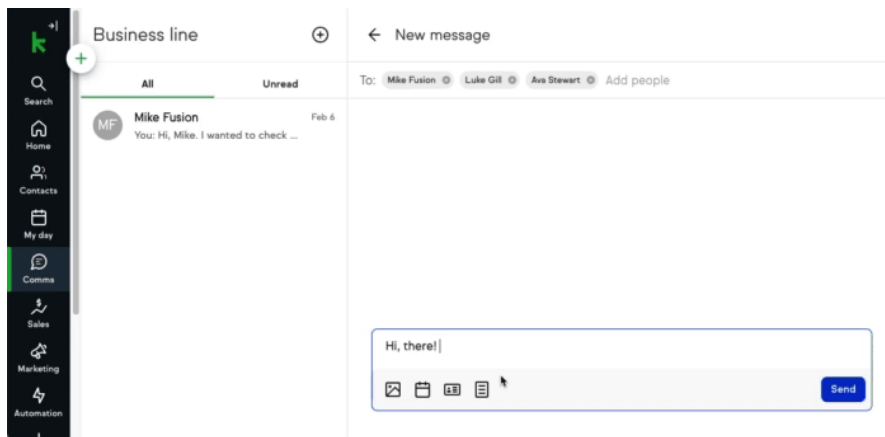 Business line
New message
All
Unread
To: Mike Fusion Luke Gill Ava Stewart Add people
Search
Mike Fusion
Feb 6
MF
You: Hi, Mike. I wanted to check ...
Home
Contacts
My day
Comms
Sales
Marketing
Automation
Hi, there!
Send